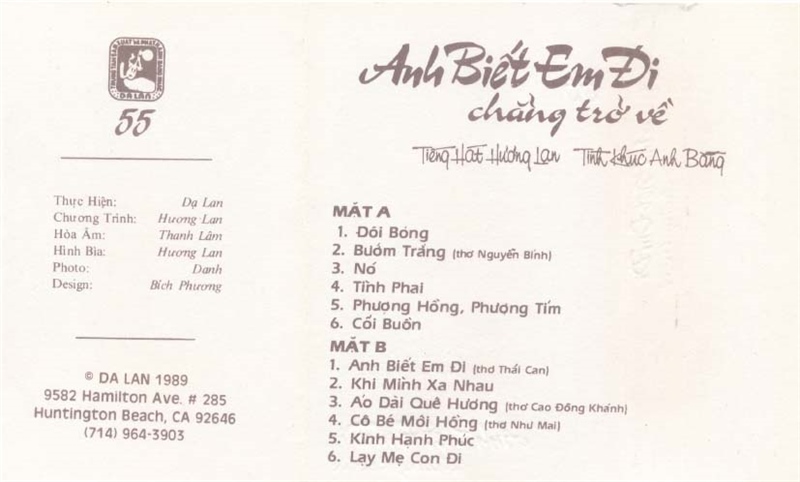 DA LAN
55
Thực Hiện: Dạ Lan
Chương Trình: Hương Lan
Hòa Âm: Thanh Lâm
Hình Bìa: Hương Lan
Photo: Danh
Design: Bích Phương
© DA LAN 1989
9582 Hamilton Ave. # 285
Huntington Beach, CA 92646
(714) 964-3903
Anh Biết Em Đi
chẳng trở về
Tiếng Hát Hương Lan Tình Khúc Anh Bằng
MẶT A
1. Đôi Bóng
2. Bướm Trắng (thơ Nguyễn Bính)
3. Nó
4. Tình Phai
5. Phượng Hồng, Phượng Tím
6. Cõi Buồn
MẶT B
1. Anh Biết Em Đi (thơ Thái Can)
2. Khi Mình Xa Nhau
3. Áo Dài Quê Hương (thơ Cao Đồng Khánh)
4. Cô Bé Môi Hồng (thơ Như Mai)
5. Kinh Hạnh Phúc
6. Lạy Mẹ Con Đi